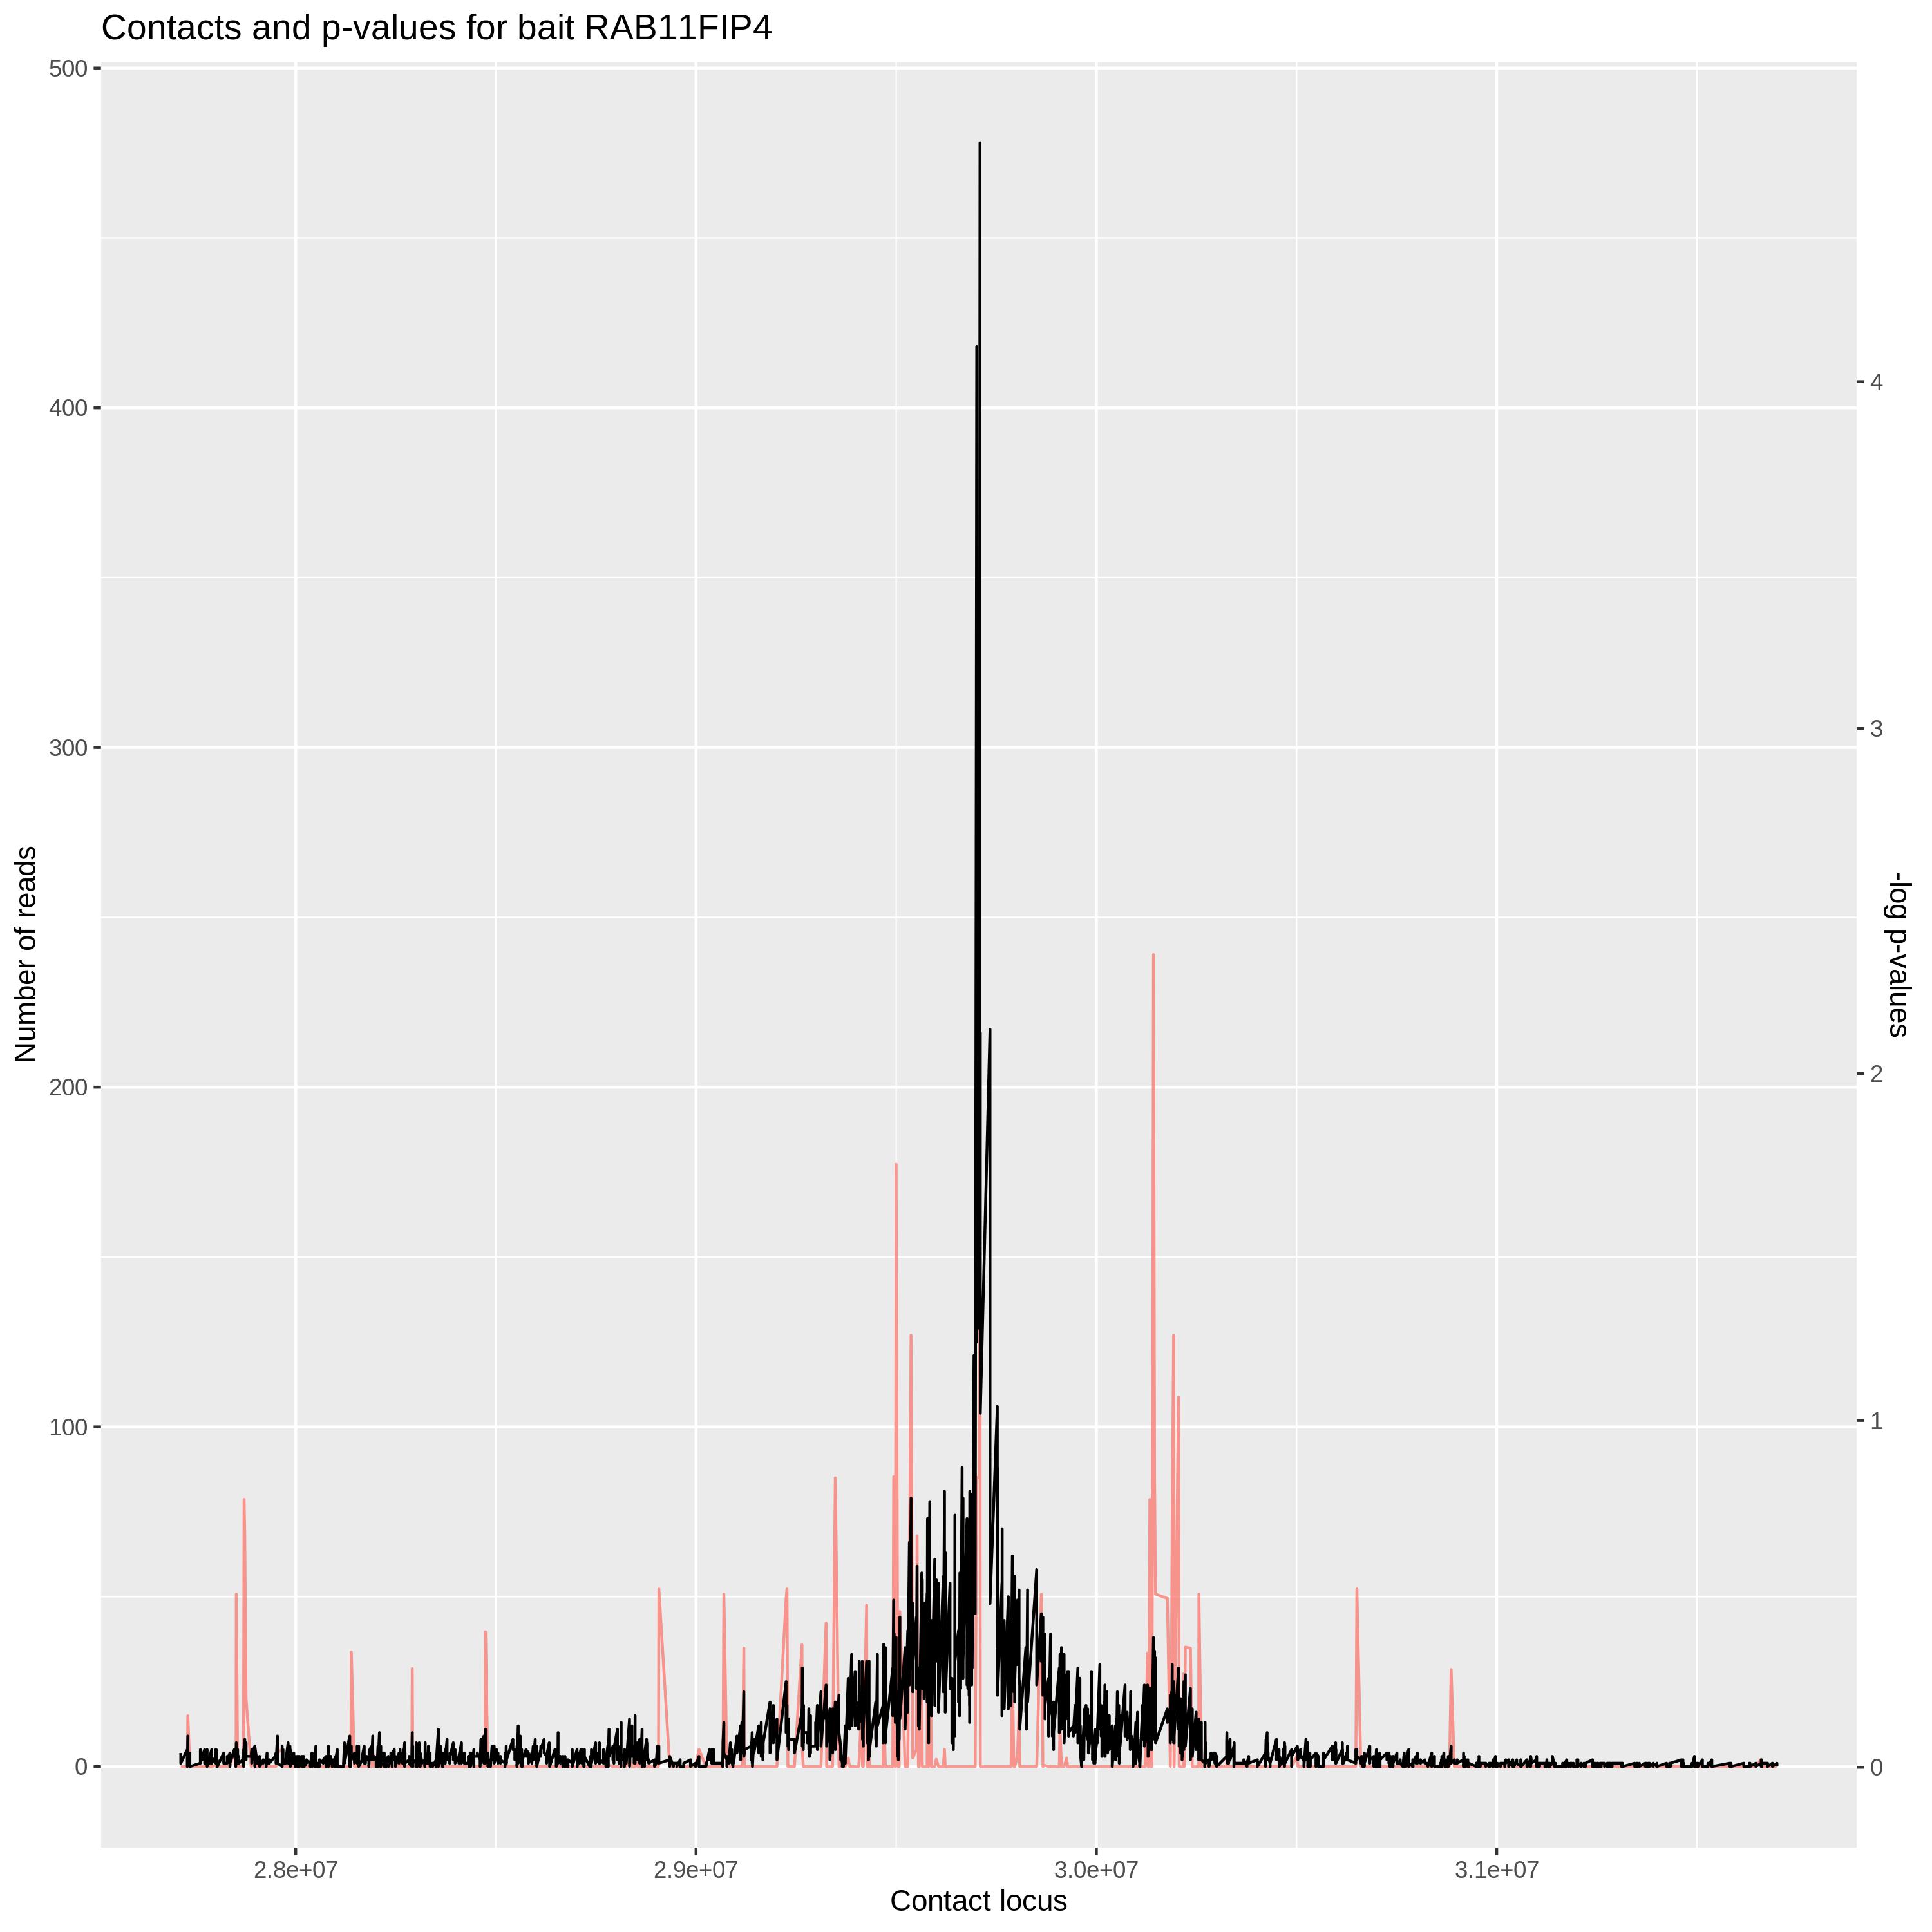 Contacts and p-values for bait RAB11FIP4
500
400
300
200
100
0
Number of reads
4
3
2
1
0
-log p-values
2.8e+07
2.9e+07
3.0e+07
3.1e+07
Contact locus